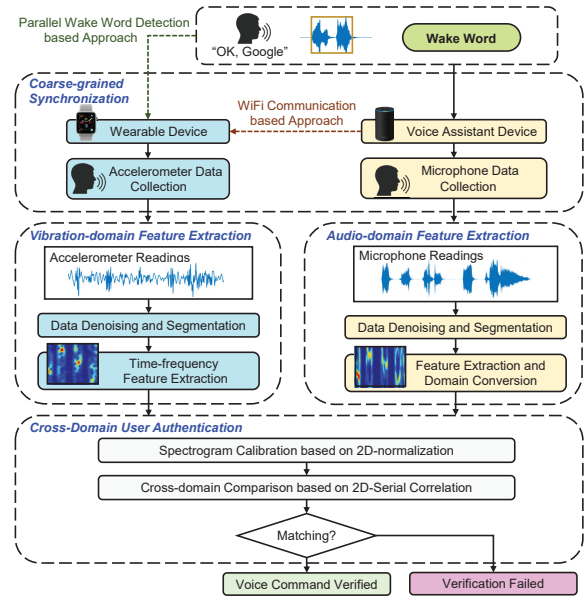 Parallel Wake Word Detection
based Approach
"OK, Google"
Wake Word
Coarse-grained
Synchronization
WiFi Communication
based Approach
Wearable Device
Voice Assistant Device
Accelerometer Data
Collection
Microphone Data
Collection
Vibration-domain Feature Extraction
Audio-domain Feature Extraction
Accelerometer Readings
Microphone Readings
Data Denoising and Segmentation
Data Denoising and Segmentation
Time-frequency
Feature Extraction
Feature Extraction and
Domain Conversion
Cross-Domain User Authentication
Spectrogram Calibration based on 2D-normalization
Cross-domain Comparison based on 2D-Serial Correlation
Matching?
Voice Command Verified
Verification Failed